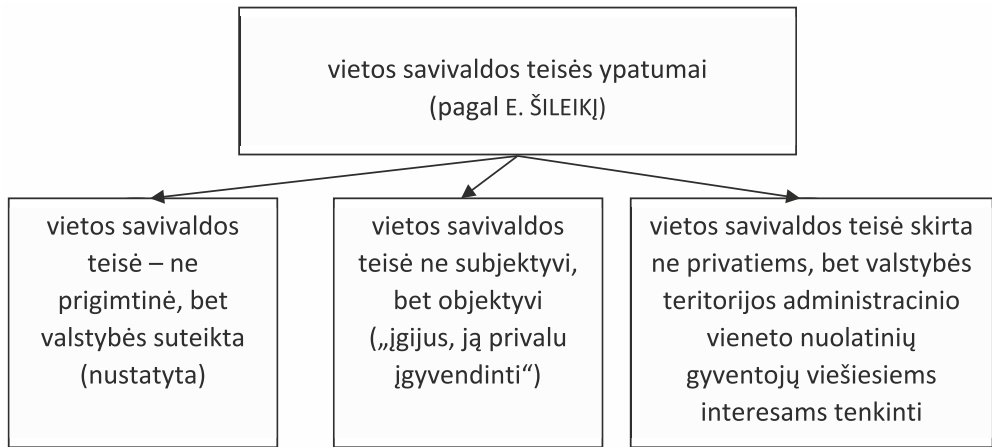 vietos savivaldos teisės ypatumai
(pagal E. ŠILEIKĮ)
vietos savivaldos
teisė – ne
prigimtinė, bet
valstybės suteikta
(nustatyta)
vietos savivaldos
teisė ne subjektyvi,
bet objektyvi
(„įgijus, ją privalu
įgyvendinti“)
vietos savivaldos teisė skirta
ne privatiems, bet valstybės
teritorijos administracinio
vieneto nuolatinių
gyventojų viešiesiems
interesams tenkinti